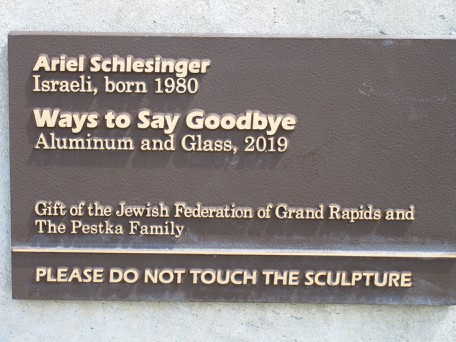 Ariel Schlesinger
Israeli, born 1980
Ways to Say Goodbye
Aluminum and Glass, 2019
Gift of the Jewish Federation of Grand Rapids and
The Pestka Family
PLEASE DO NOT TOUCH THE SCULPTURE